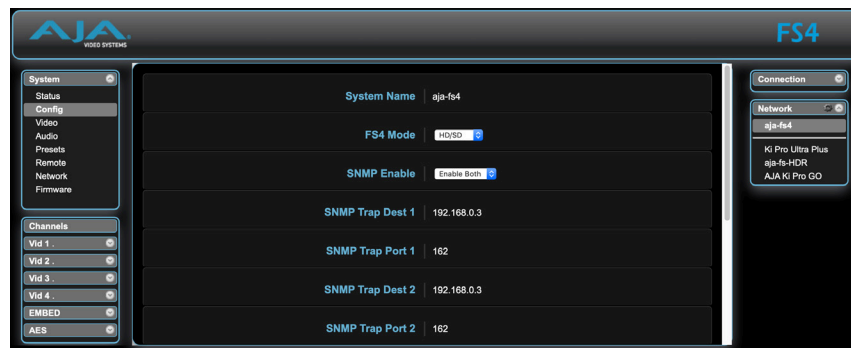 AJA
VIDEO SYSTEMS
FS4
System
Status
Config
Video
Audio
Presets
Remote
Network
Firmware
Channels
Vid 1 .
Vid 2 .
Vid 3 .
Vid 4 .
EMBED
AES
System Name aja-fs4
FS4 Mode HD/SD
SNMP Enable Enable Both
SNMP Trap Dest 1 192.168.0.3
SNMP Trap Port 1 162
SNMP Trap Dest 2 192.168.0.3
SNMP Trap Port 2 162
Connection
Network
aja-fs4
Ki Pro Ultra Plus
aja-fs-HDR
AJA Ki Pro GO